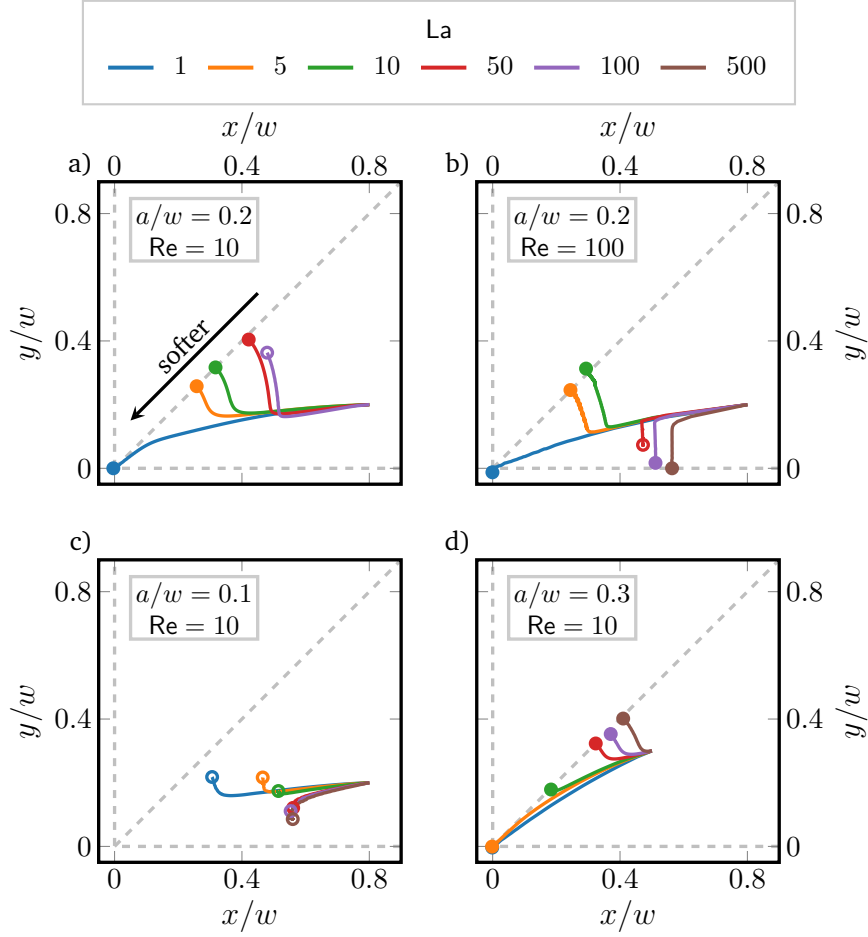 La
1 5 10 50 100 500
x/w x/w
a) 0 0.4 0.8 b) 0 0.4 0.8
a/w = 0.2
Re = 10
a/w = 0.2
Re = 100
0.8 0.8
softer
y/w 0.4 0.4 y/w
0 0
c) d)
a/w = 0.1
Re = 10
a/w = 0.3
Re = 10
0.8 0.8
y/w 0.4 0.4 y/w
0 0
0 0.4 0.8 0 0.4 0.8
x/w x/w